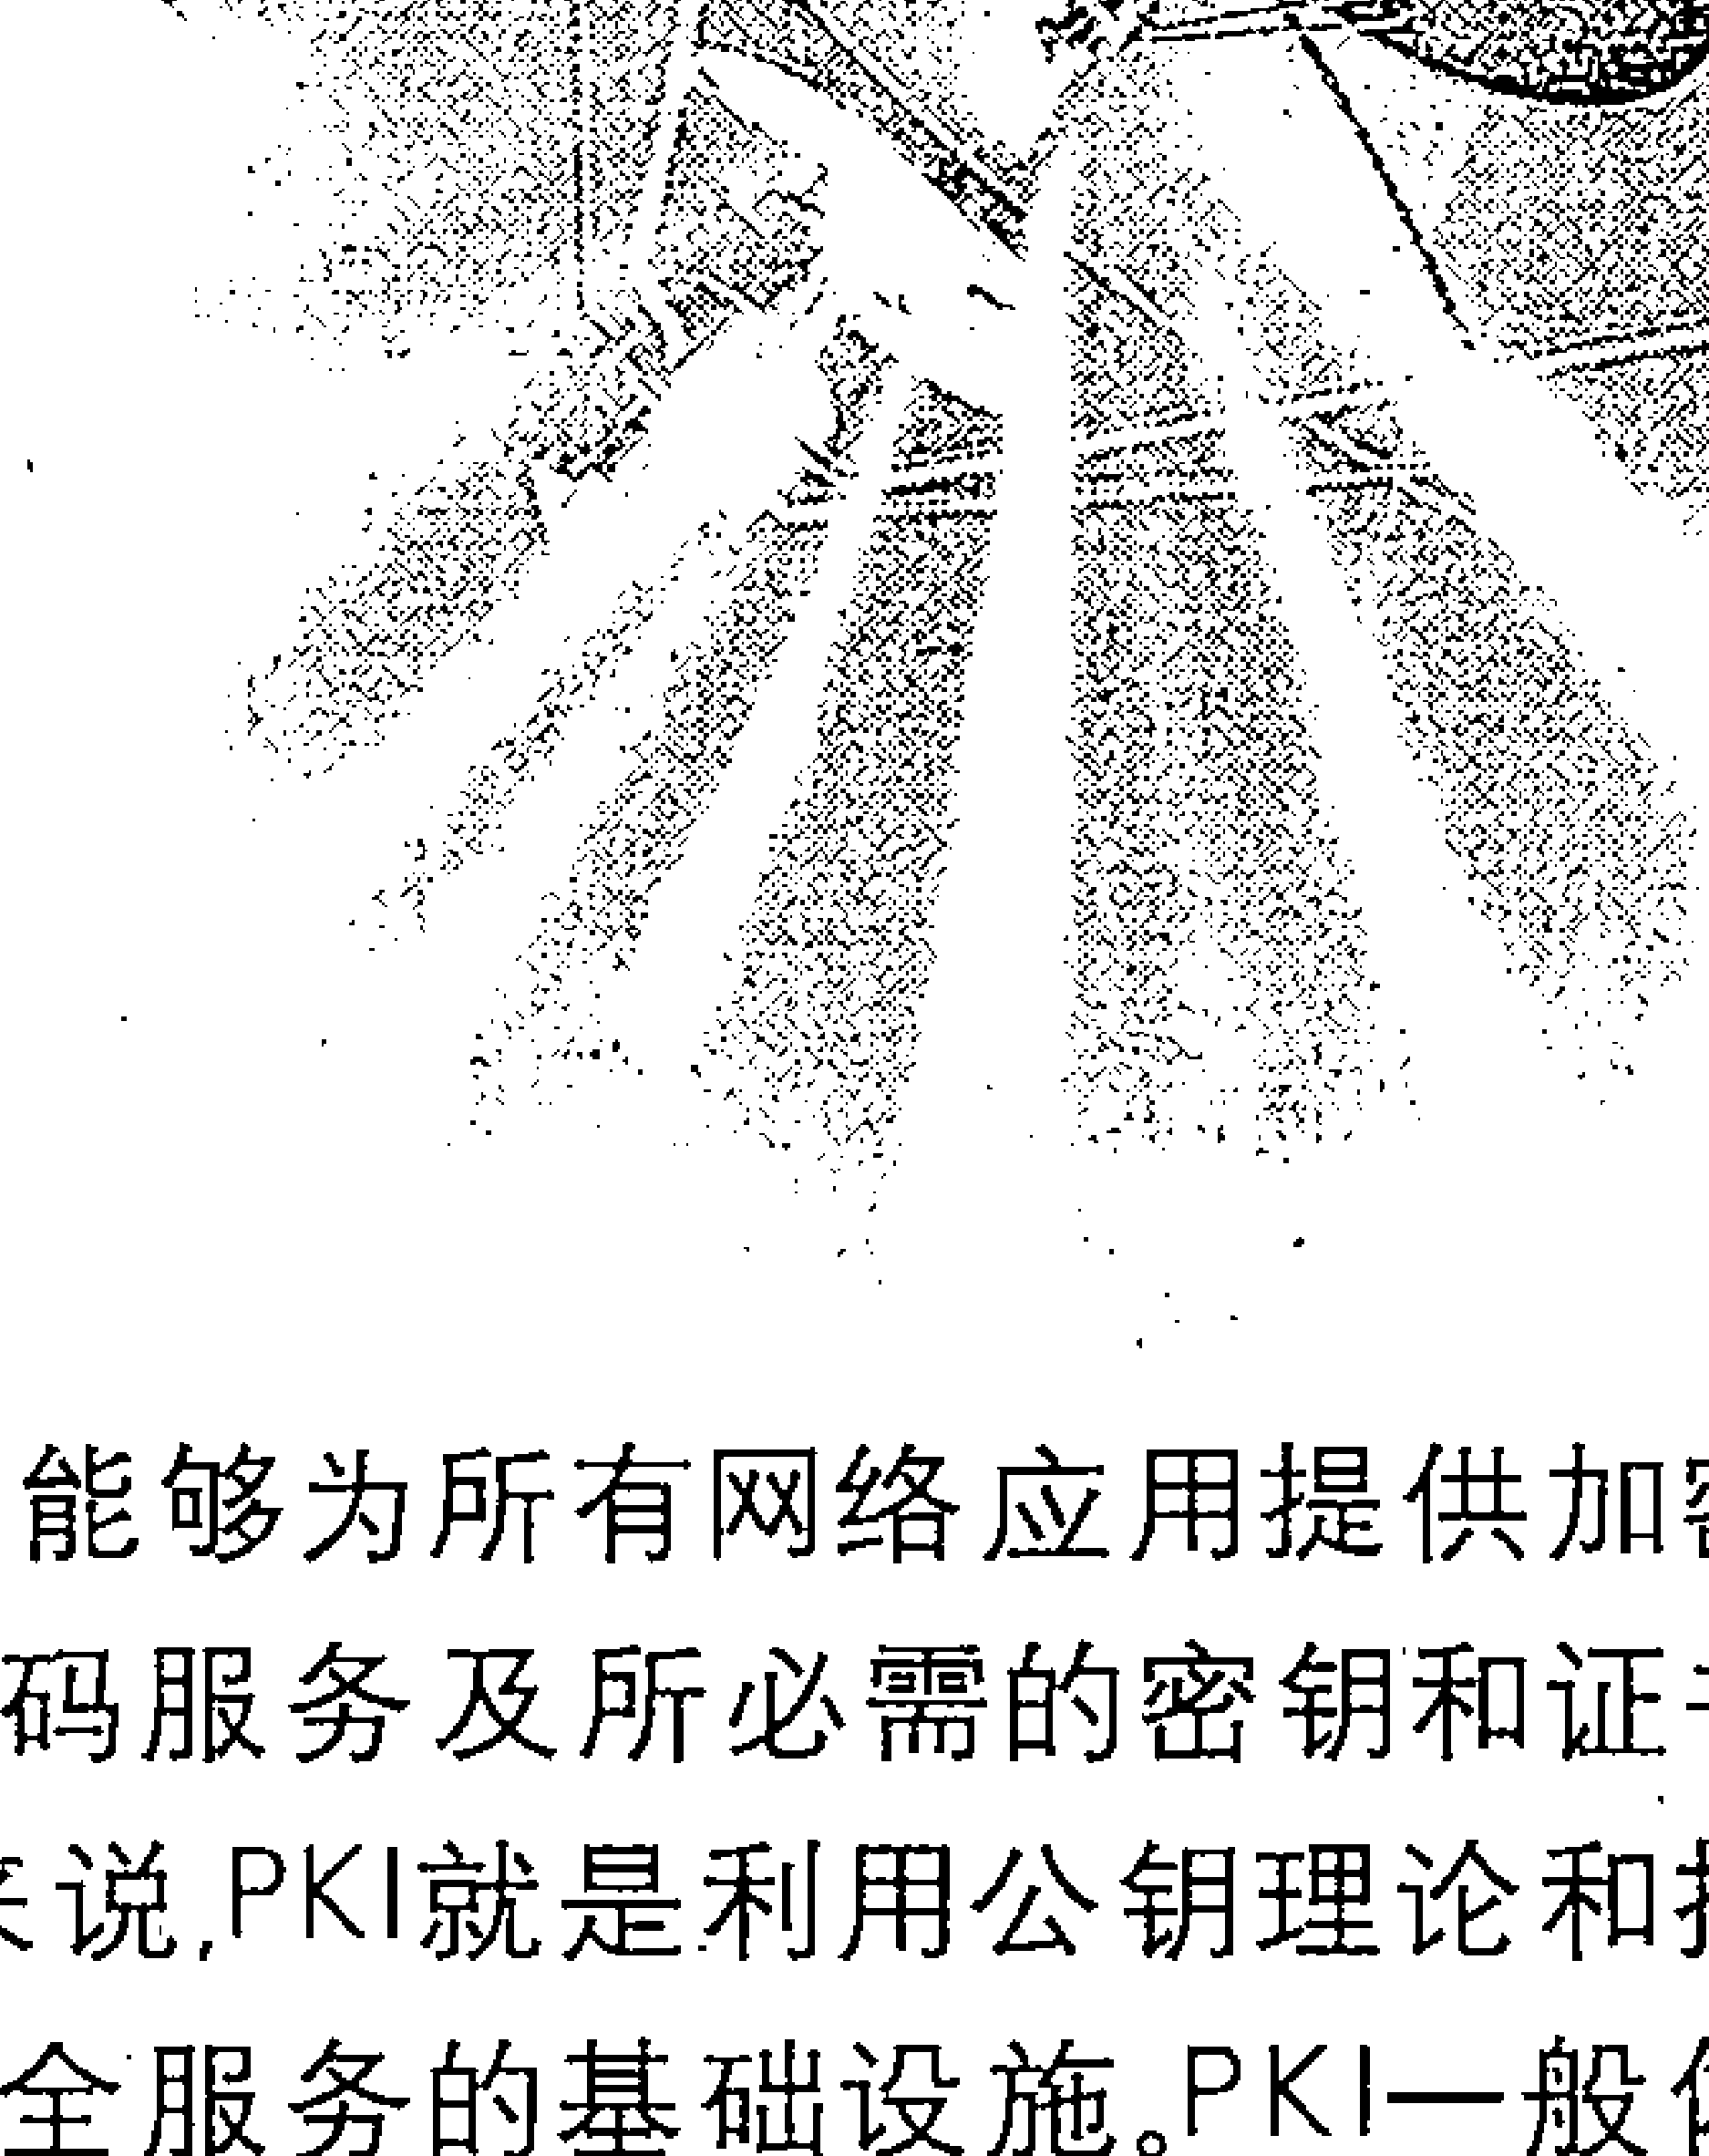 能够为所有网络应用提供加密
码服务及所必需的密钥和证
来说,PKI就是利用公钥理论和
全服务的基础设施。PKI一般